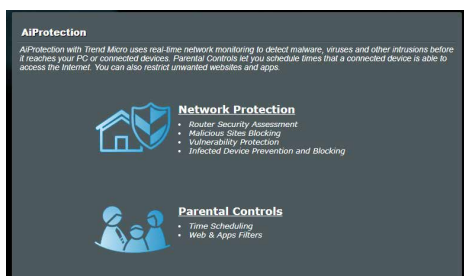 AiProtection
AiProtection with Trend Micro uses real-time network monitoring to detect malware, viruses and other intrusions before
it reaches your PC or connected devices. Parental Controls let you schedule times that a connected device is able to
access the Internet. You can also restrict unwanted websites and apps.
Network Protection
• Router Security Assessment
• Malicious Sites Blocking
• Vulnerability Protection
• Infected Device Prevention and Blocking
Parental Controls
• Time Scheduling
• Web & Apps Filters